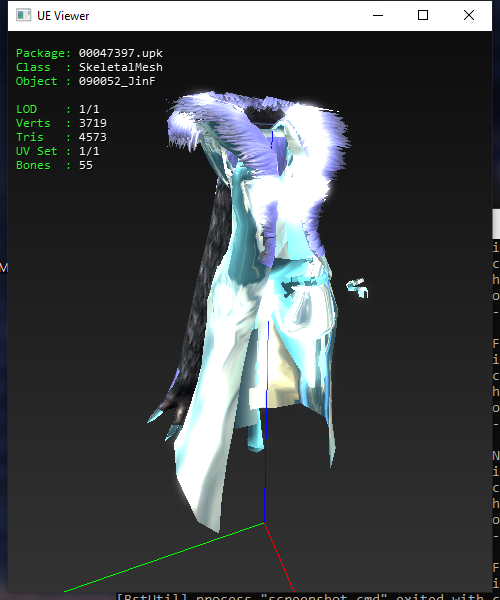 UE Viewer
Package: 00047397.upk
Class : SkeletalMesh
Object : 090052_JinF
LOD : 1/1
Verts : 3719
Tris : 4573
UV Set : 1/1
Bones : 55
M
i
c
h
o
-
F
i
c
h
o
-
N
i
c
h
o
-
F
i
[RstUtil] process "screenshot.cmd" exited with c